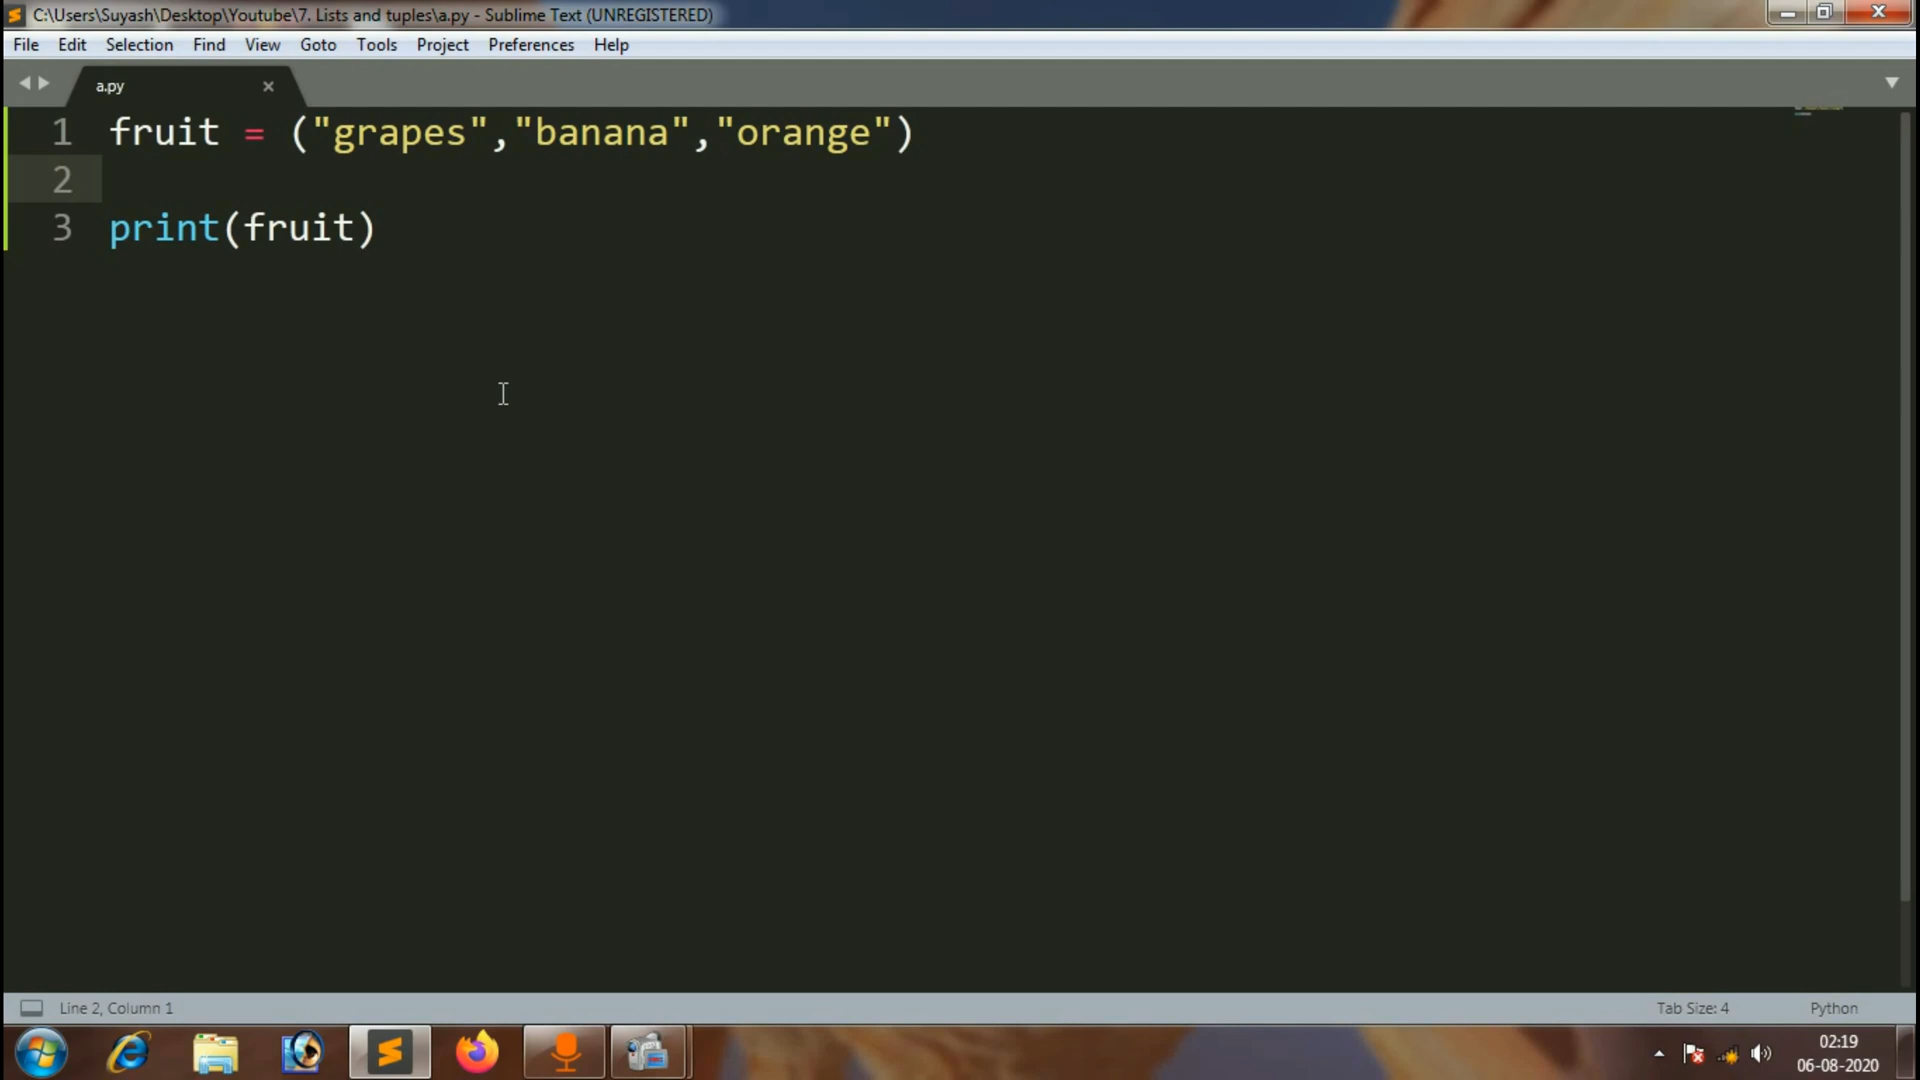 C:\Users\Suyash\Desktop\Youtube\7. Lists and tuples\a.py - Sublime Text (UNREGISTERED)
File Edit Selection Find View Goto Tools Project Preferences Help
a.py
1 fruit = ("grapes","banana","orange")
2
3 print(fruit)
Line 2, Column 1 Tab Size: 4 Python
02:19
06-08-2020